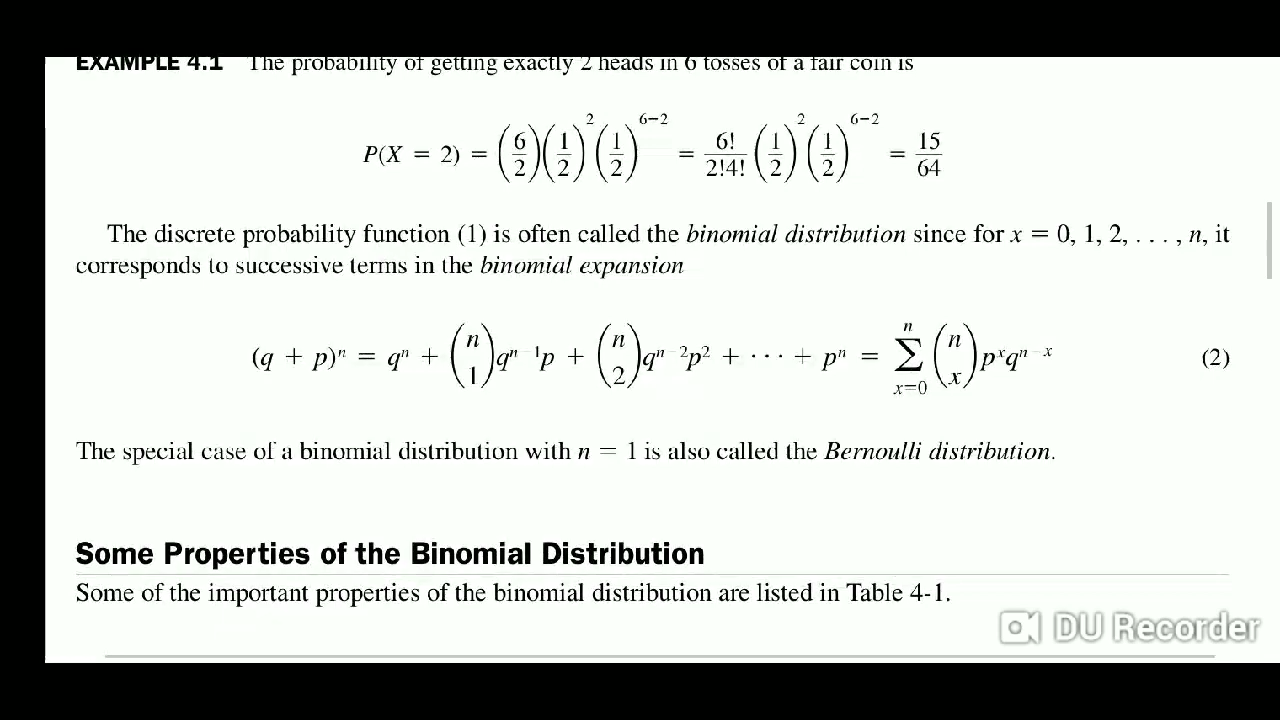 EXAMPLE 4.1 The probability of getting exactly 2 heads in 6 tosses of a fair coin is
P(X = 2) = (6/2)(1/2)^2(1/2)^{6−2} = 6!/2!4! (1/2)^2(1/2)^{6−2} = 15/64
The discrete probability function (1) is often called the binomial distribution since for x = 0, 1, 2, . . . , n, it
corresponds to successive terms in the binomial expansion
(q + p)^n = q^n + (n 1)q^{n−1}p + (n 2)q^{n−2}p^2 + · · · + p^n = ∑_{x=0}^{n} (n x)p^x q^{n−x} (2)
The special case of a binomial distribution with n = 1 is also called the Bernoulli distribution.
Some Properties of the Binomial Distribution
Some of the important properties of the binomial distribution are listed in Table 4-1.
DU Recorder